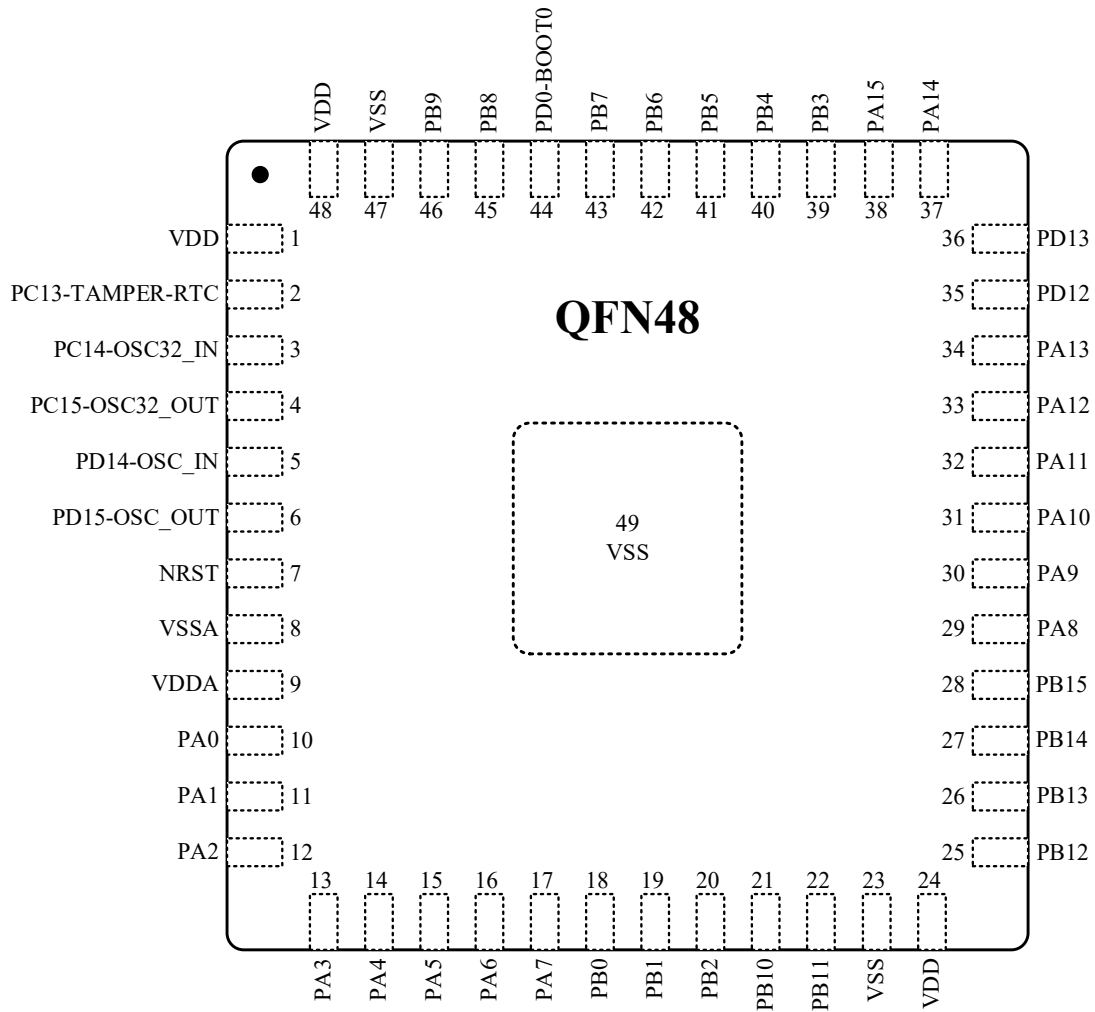 VDD
VSS
PB9
PB8
PD0-BOOT0
PB7
PB6
PB5
PB4
PB3
PA15
PA14
48
47
46
45
44
43
42
41
40
39
38
37
VDD 1
PC13-TAMPER-RTC 2
PC14-OSC32_IN 3
PC15-OSC32_OUT 4
PD14-OSC_IN 5
PD15-OSC_OUT 6
NRST 7
VSSA 8
VDDA 9
PA0 10
PA1 11
PA2 12
QFN48
49
VSS
36 PD13
35 PD12
34 PA13
33 PA12
32 PA11
31 PA10
30 PA9
29 PA8
28 PB15
27 PB14
26 PB13
25 PB12
13
14
15
16
17
18
19
20
21
22
23
24
PA3
PA4
PA5
PA6
PA7
PB0
PB1
PB2
PB10
PB11
VSS
VDD